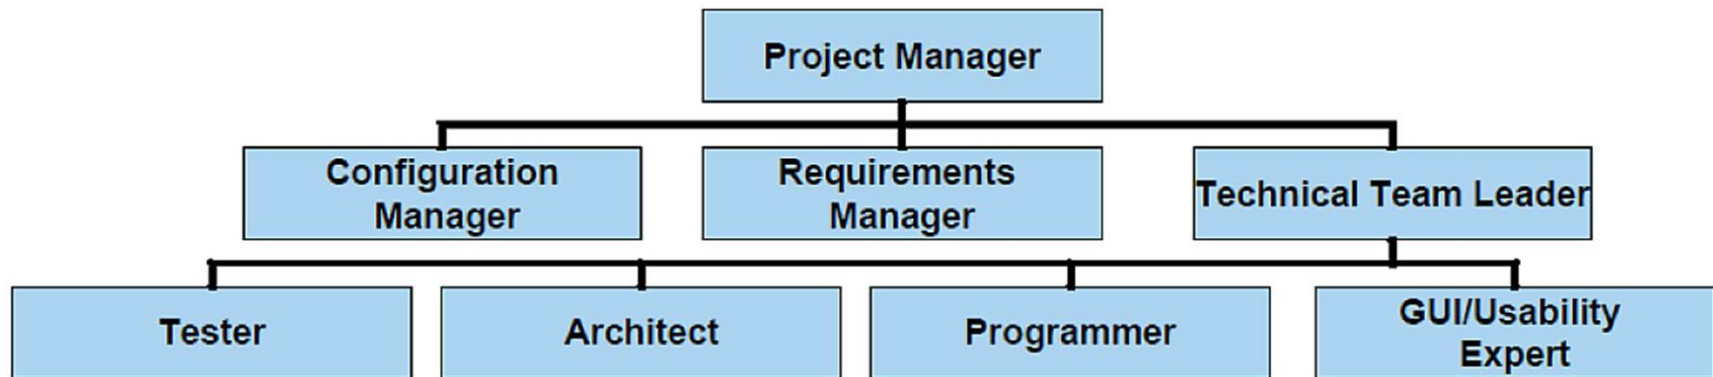 Project Manager
Configuration
Manager
Requirements
Manager
Technical Team Leader
Tester
Architect
Programmer
GUI/Usability
Expert